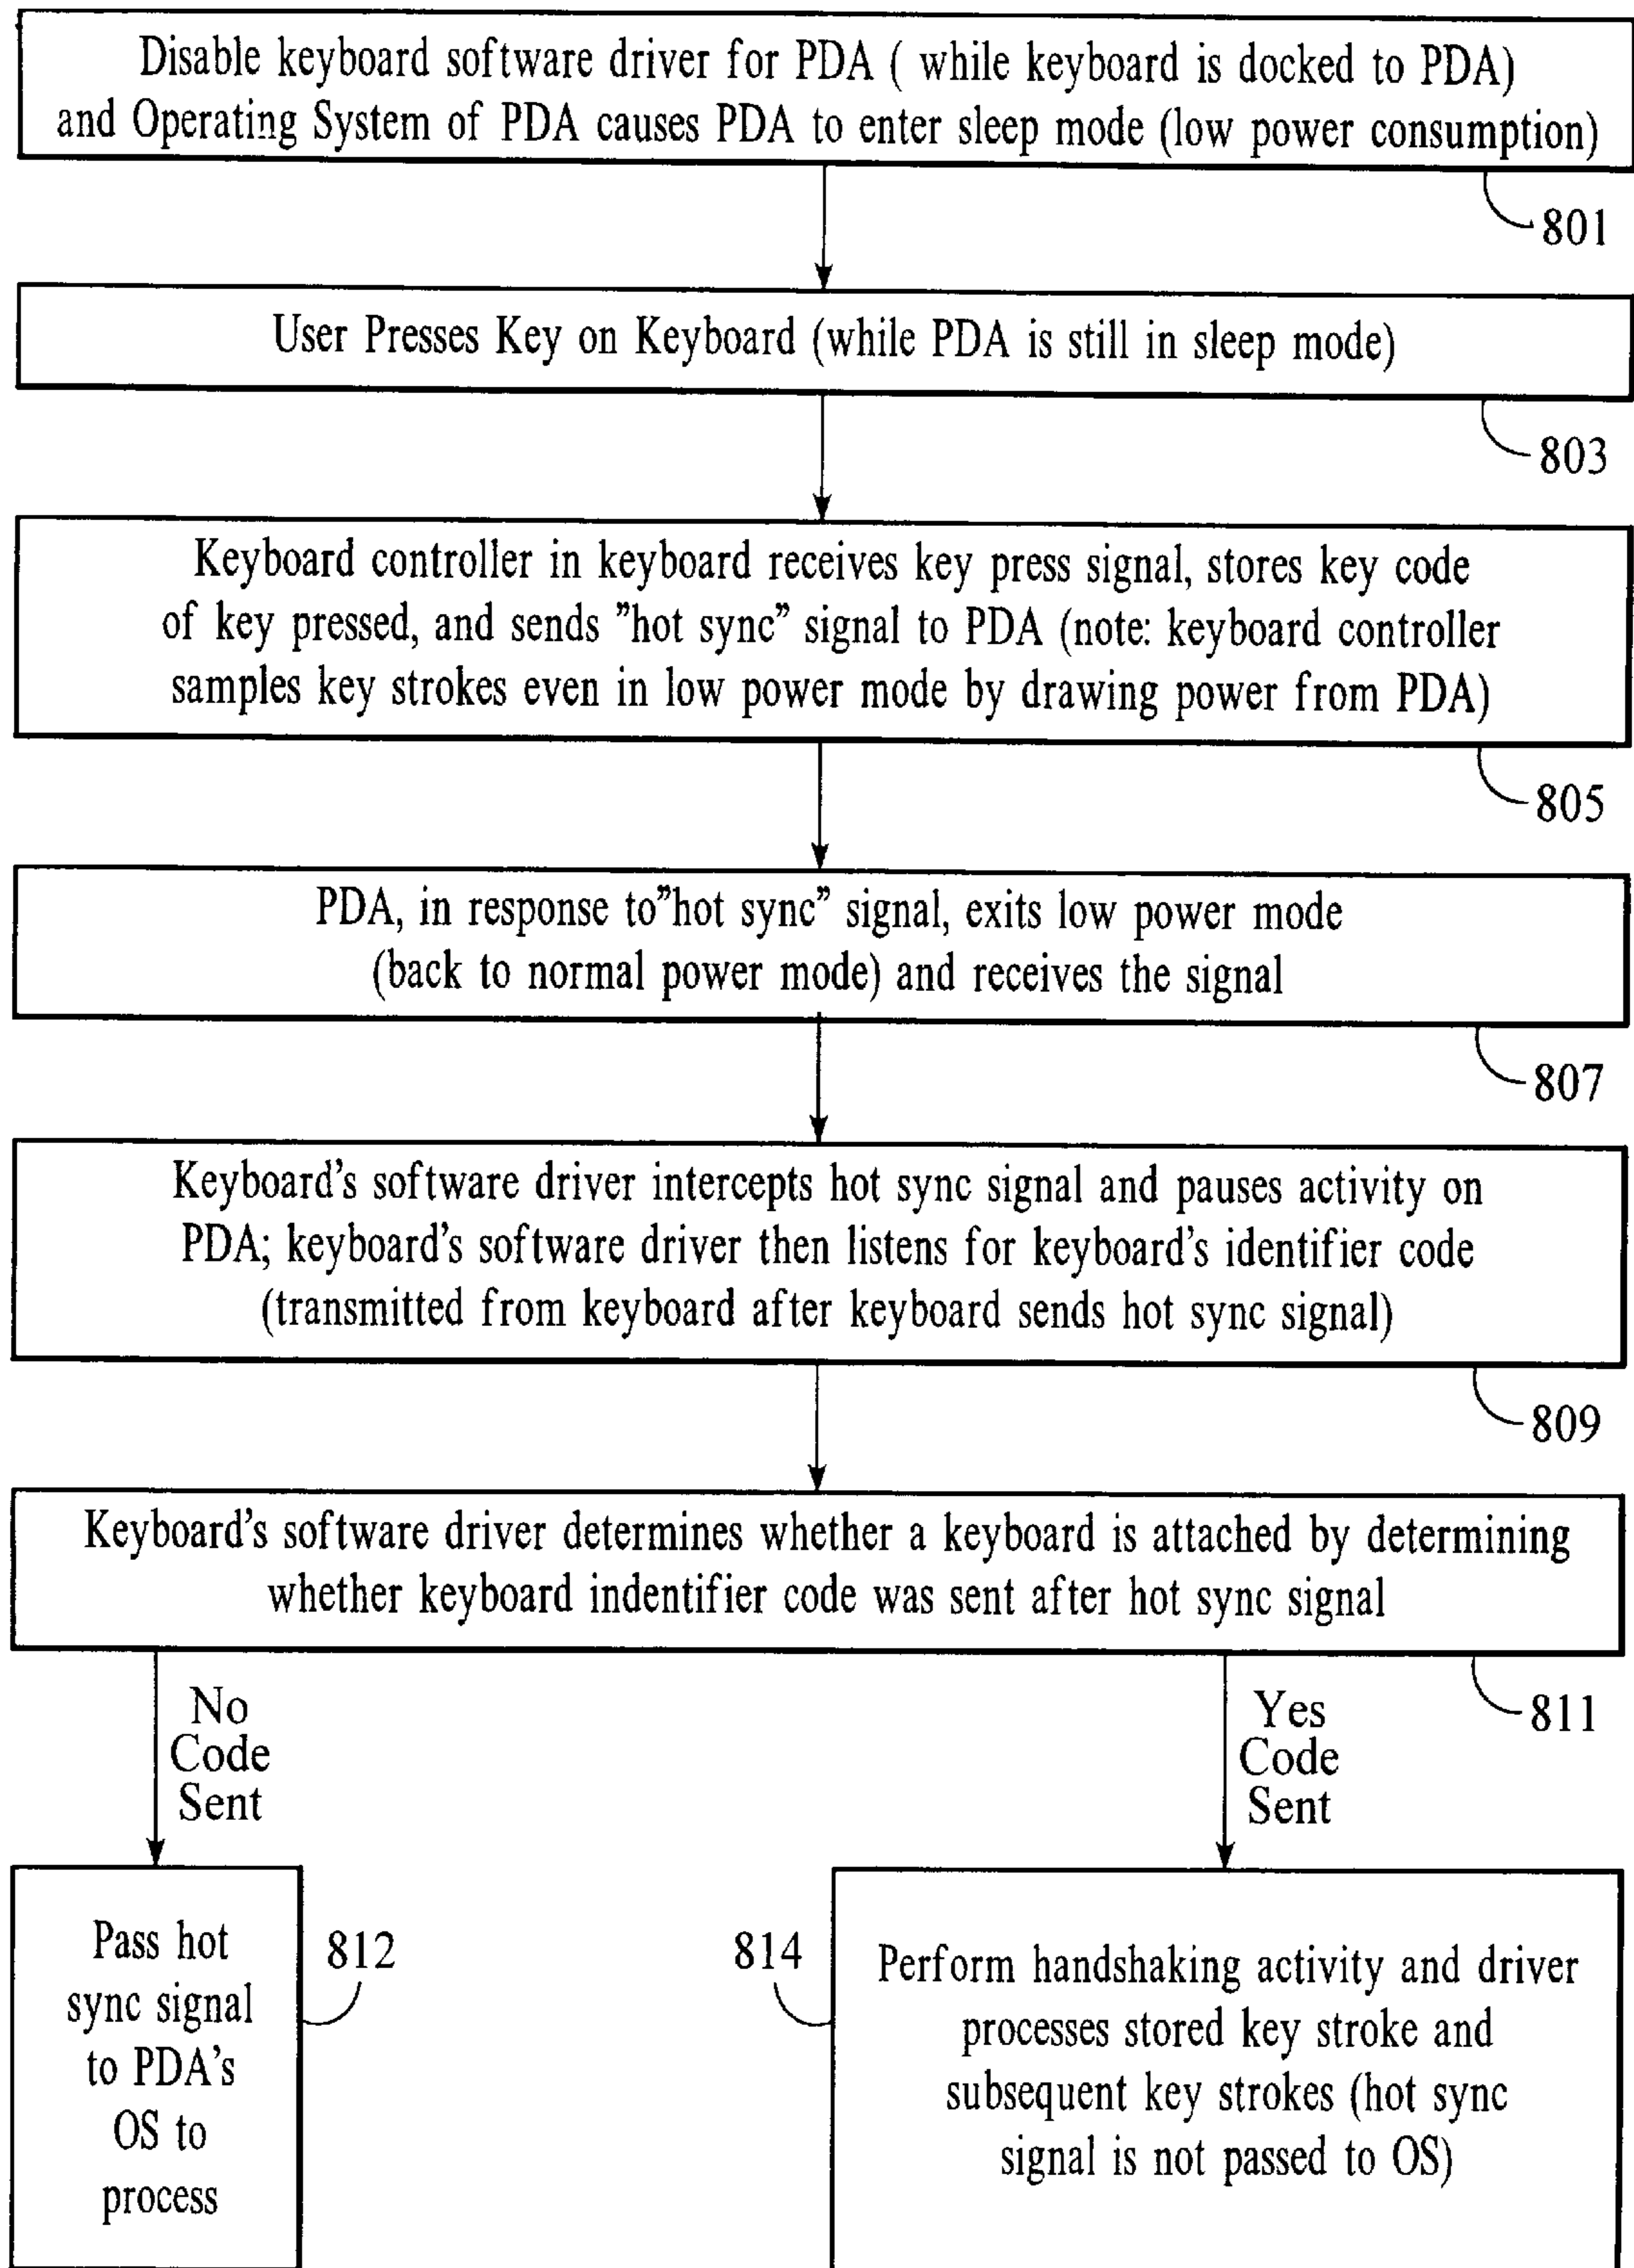 Disable keyboard software driver for PDA ( while keyboard is docked to PDA)
and Operating System of PDA causes PDA to enter sleep mode (low power consumption)
801
User Presses Key on Keyboard (while PDA is still in sleep mode)
803
Keyboard controller in keyboard receives key press signal, stores key code
of key pressed, and sends "hot sync" signal to PDA (note: keyboard controller
samples key strokes even in low power mode by drawing power from PDA)
805
PDA, in response to"hot sync" signal, exits low power mode
(back to normal power mode) and receives the signal
807
Keyboard's software driver intercepts hot sync signal and pauses activity on
PDA; keyboard's software driver then listens for keyboard's identifier code
(transmitted from keyboard after keyboard sends hot sync signal)
809
Keyboard's software driver determines whether a keyboard is attached by determining
whether keyboard indentifier code was sent after hot sync signal
811
No
Code
Sent
Yes
Code
Sent
Pass hot
sync signal
to PDA's
OS to
process
812
814
Perform handshaking activity and driver
processes stored key stroke and
subsequent key strokes (hot sync
signal is not passed to OS)